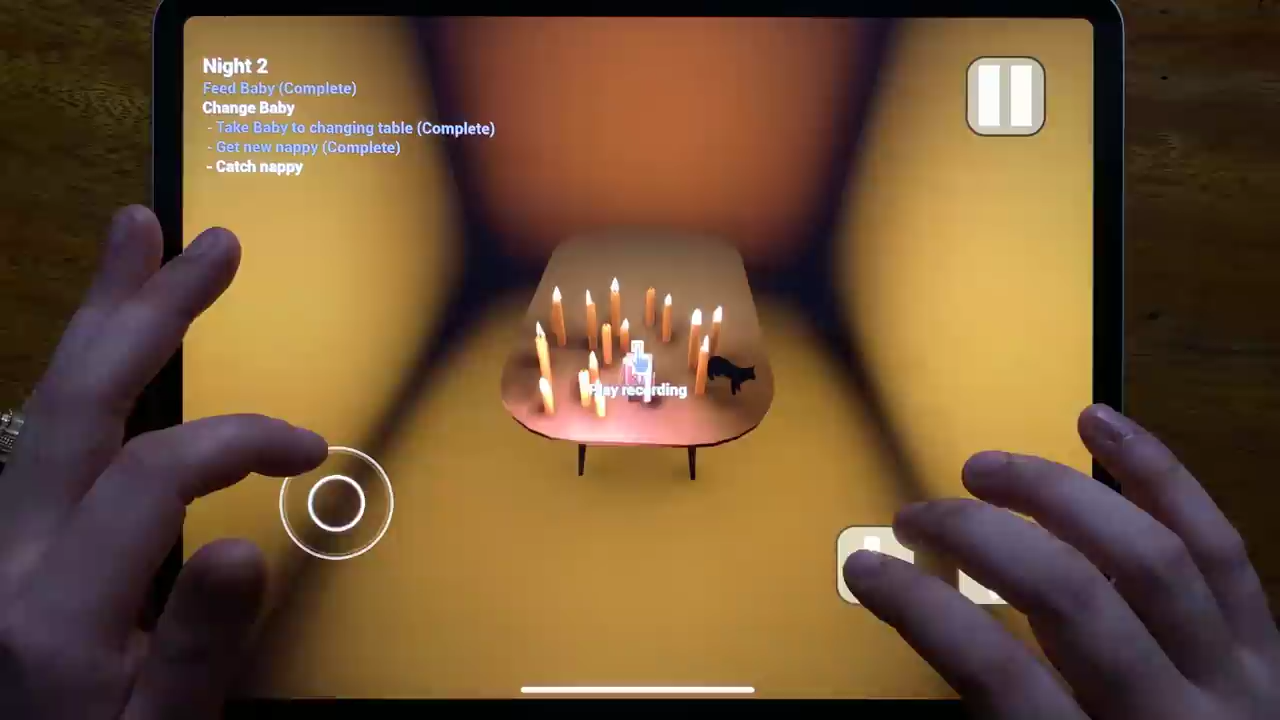 Night 2
Feed Baby (Complete)
Change Baby
- Take Baby to changing table (Complete)
- Get new nappy (Complete)
- Catch nappy
Play recording